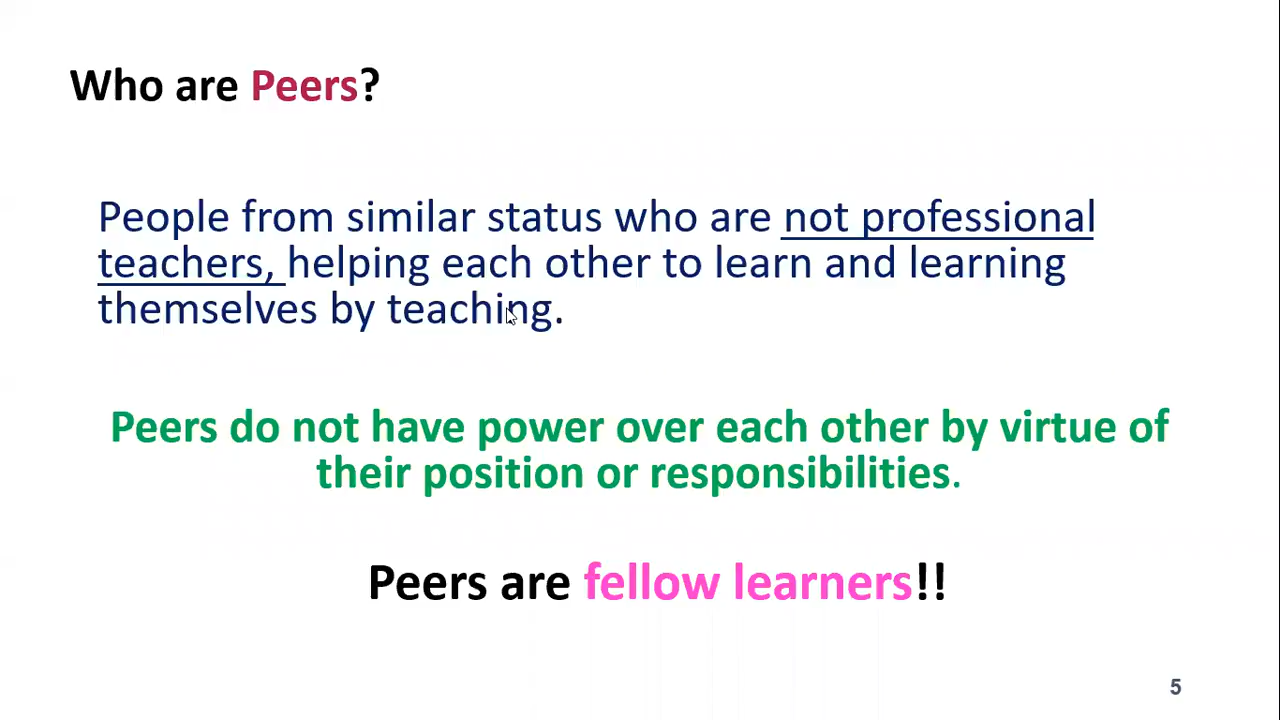 Who are Peers?
People from similar status who are not professional
teachers, helping each other to learn and learning
themselves by teaching.
Peers do not have power over each other by virtue of
their position or responsibilities.
Peers are fellow learners!!
5